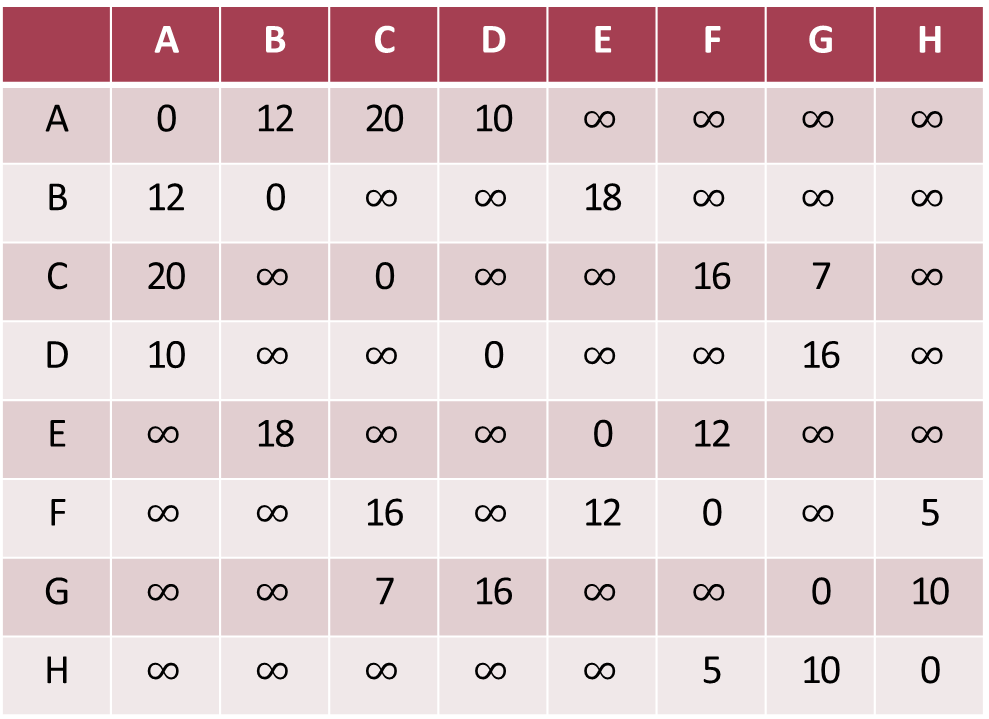 A B C D E F G H
A 0 12 20 10 ∞ ∞ ∞ ∞
B 12 0 ∞ ∞ 18 ∞ ∞ ∞
C 20 ∞ 0 ∞ ∞ 16 7 ∞
D 10 ∞ ∞ 0 ∞ ∞ 16 ∞
E ∞ 18 ∞ ∞ 0 12 ∞ ∞
F ∞ ∞ 16 ∞ 12 0 ∞ 5
G ∞ ∞ 7 16 ∞ ∞ 0 10
H ∞ ∞ ∞ ∞ ∞ 5 10 0